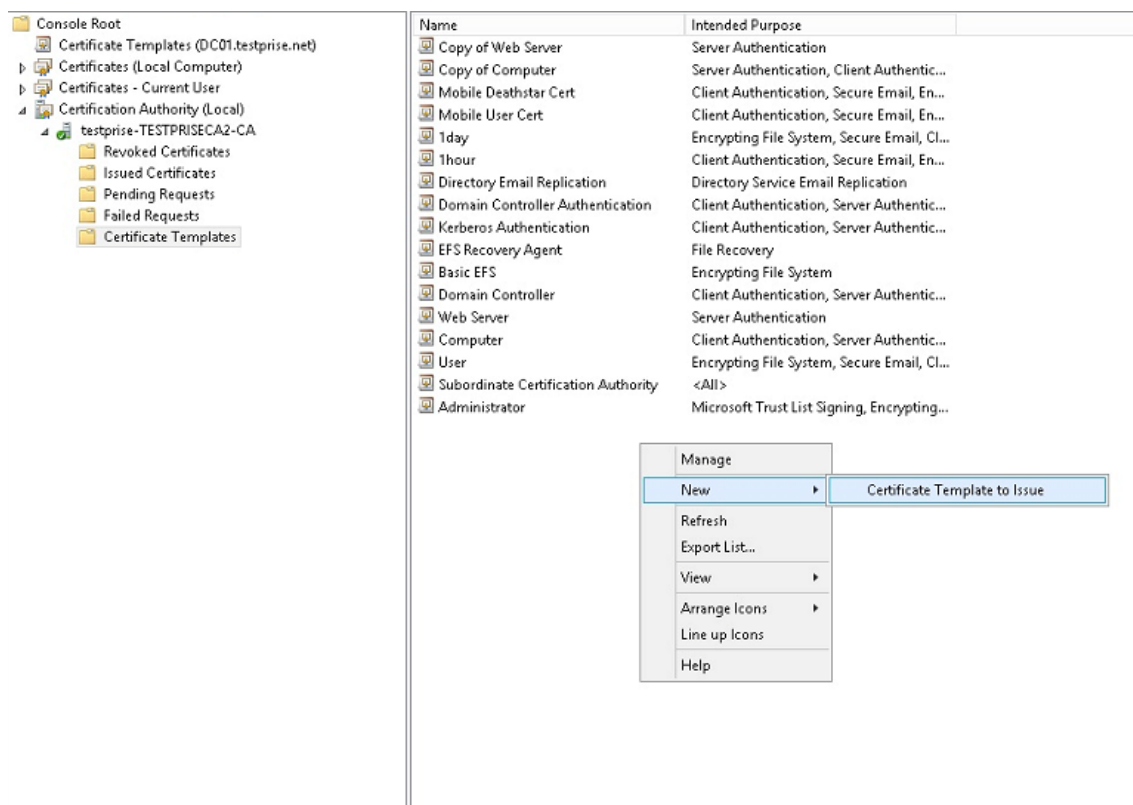 Console Root
Certificate Templates (DC01.testprise.net)
Certificates (Local Computer)
Certificates - Current User
Certification Authority (Local)
testprise-TESTPRISECA2-CA
Revoked Certificates
Issued Certificates
Pending Requests
Failed Requests
Certificate Templates
Name Intended Purpose
Copy of Web Server Server Authentication
Copy of Computer Server Authentication, Client Authentic...
Mobile Deathstar Cert Client Authentication, Secure Email, En...
Mobile User Cert Client Authentication, Secure Email, En...
1day Encrypting File System, Secure Email, Cl...
1hour Client Authentication, Secure Email, En...
Directory Email Replication Directory Service Email Replication
Domain Controller Authentication Client Authentication, Server Authentic...
Kerberos Authentication Client Authentication, Server Authentic...
EFS Recovery Agent File Recovery
Basic EFS Encrypting File System
Domain Controller Client Authentication, Server Authentic...
Web Server Server Authentication
Computer Client Authentication, Server Authentic...
User Encrypting File System, Secure Email, Cl...
Subordinate Certification Authority <All>
Administrator Microsoft Trust List Signing, Encrypting...
Manage
New Certificate Template to Issue
Refresh
Export List...
View
Arrange Icons
Line up Icons
Help